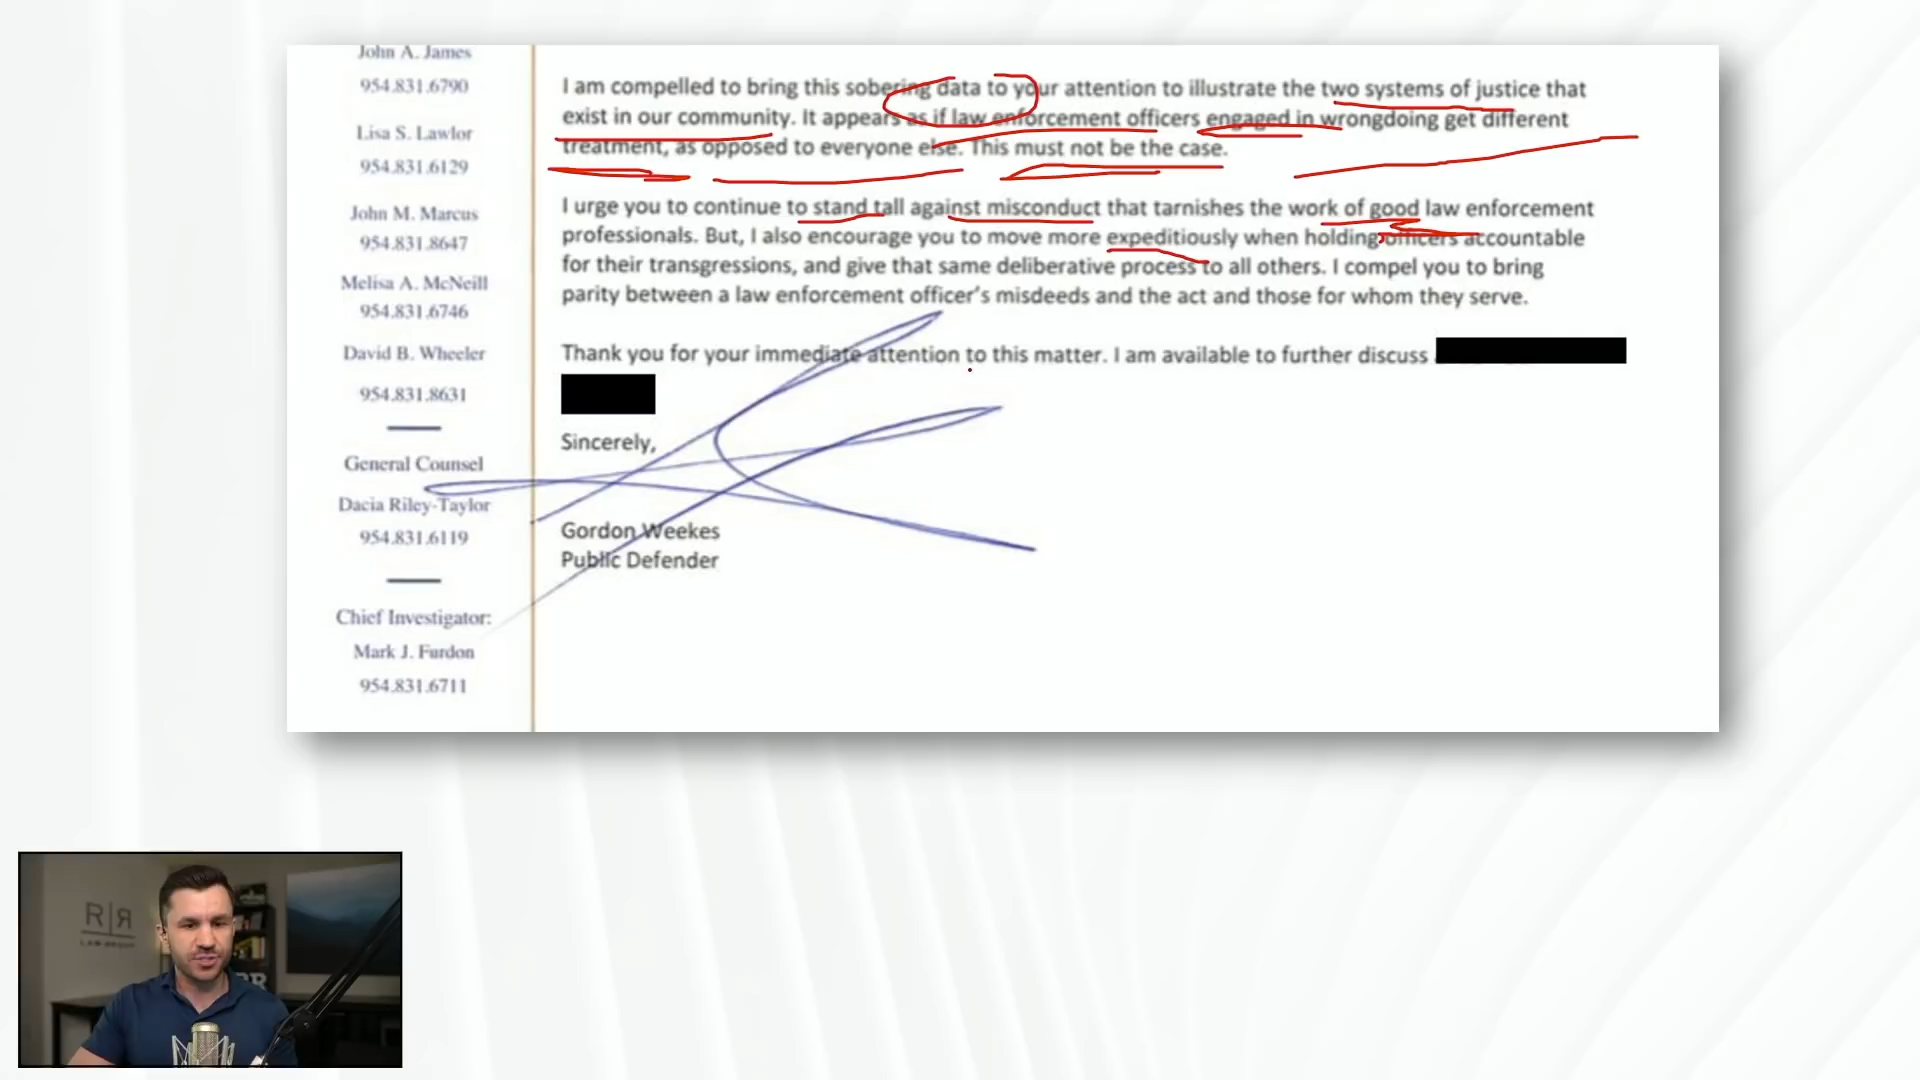 John A. James
954.831.6790
Lisa S. Lawlor
954.831.6129
John M. Marcus
954.831.8647
Melisa A. McNeill
954.831.6746
David B. Wheeler
954.831.8631
General Counsel
Dacia Riley-Taylor
954.831.6119
Chief Investigator:
Mark J. Furdon
954.831.6711
I am compelled to bring this sobering data to your attention to illustrate the two systems of justice that
exist in our community. It appears as if law enforcement officers engaged in wrongdoing get different
treatment, as opposed to everyone else. This must not be the case.
I urge you to continue to stand tall against misconduct that tarnishes the work of good law enforcement
professionals. But, I also encourage you to move more expeditiously when holding officers accountable
for their transgressions, and give that same deliberative process to all others. I compel you to bring
parity between a law enforcement officer's misdeeds and the act and those for whom they serve.
Thank you for your immediate attention to this matter. I am available to further discuss
Sincerely,
Gordon Weekes
Public Defender
R|R
LAW GROUP